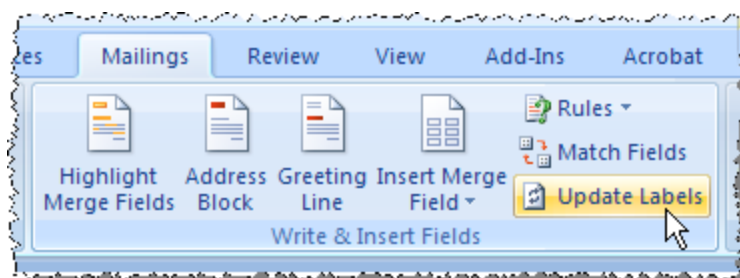 Mailings Review View Add-Ins Acrobat
Rules
Match Fields
Highlight Merge Fields
Address Block
Greeting Line
Insert Merge Field
Update Labels
Write & Insert Fields